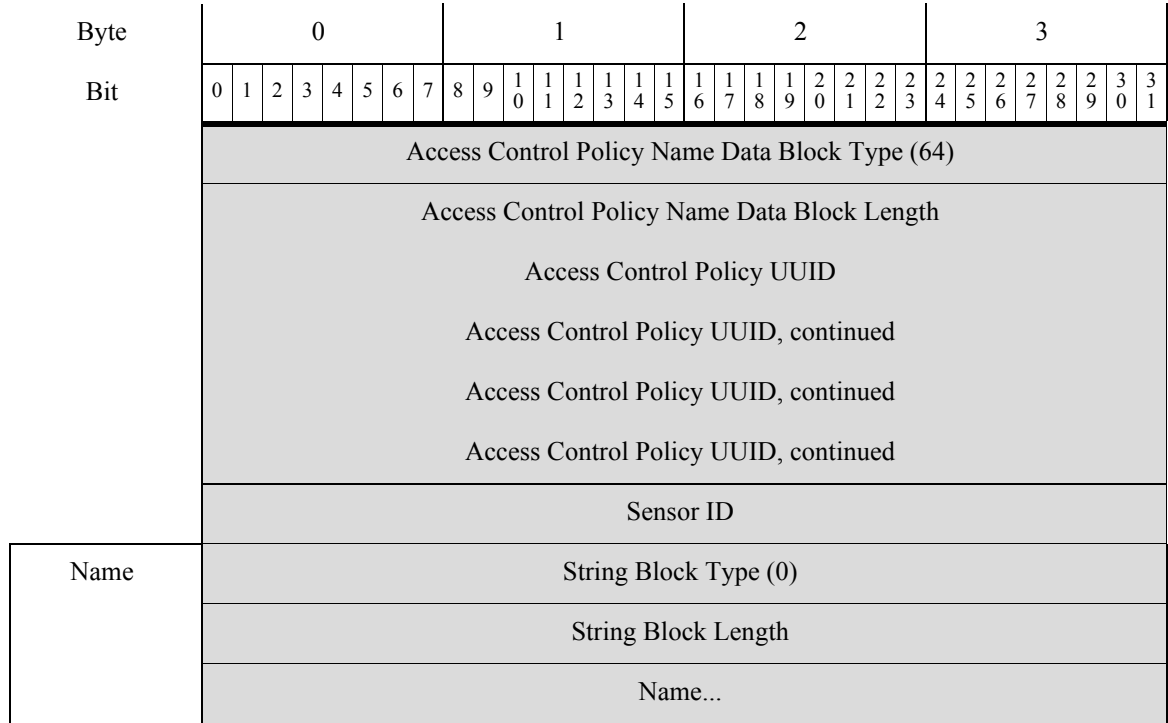 Byte 0 1 2 3
Bit 0 1 2 3 4 5 6 7 8 9 10 11 12 13 14 15 16 17 18 19 20 21 22 23 24 25 26 27 28 29 30 31
Access Control Policy Name Data Block Type (64)
Access Control Policy Name Data Block Length
Access Control Policy UUID
Access Control Policy UUID, continued
Access Control Policy UUID, continued
Access Control Policy UUID, continued
Sensor ID
Name String Block Type (0)
String Block Length
Name...